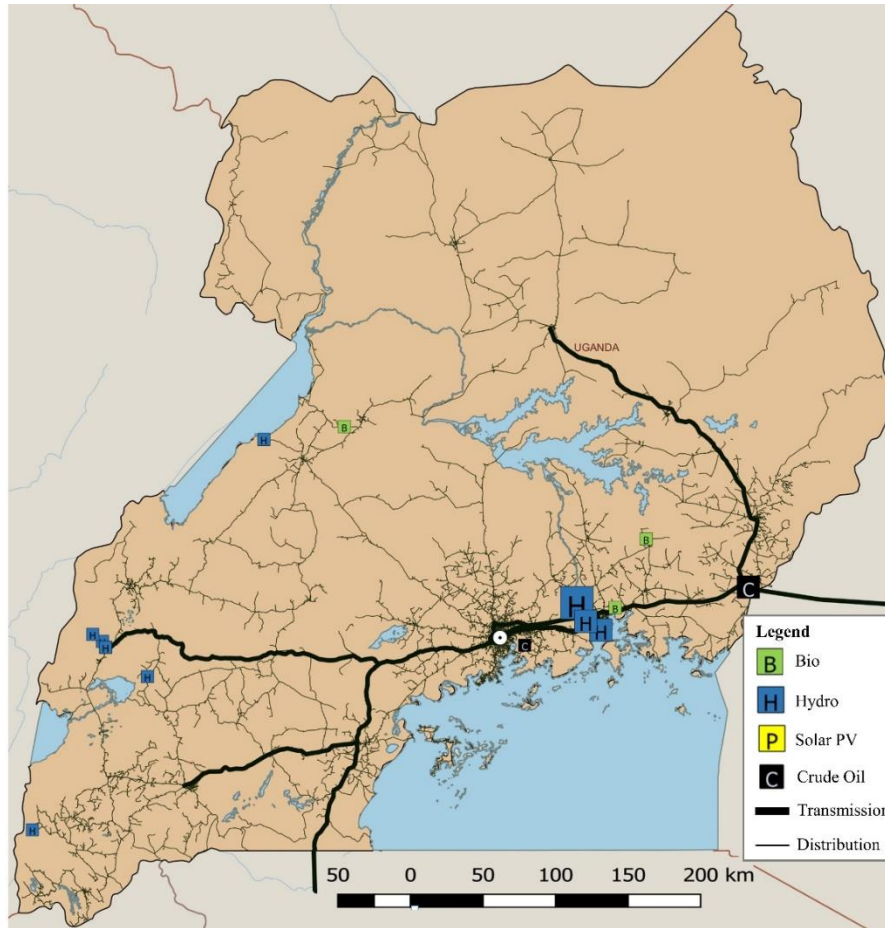 UGANDA
H
B
B
H
H
H
B
C
C
H
H
H
H
Legend
B Bio
H Hydro
P Solar PV
C Crude Oil
Transmission
Distribution
50 0 50 100 150 200 km